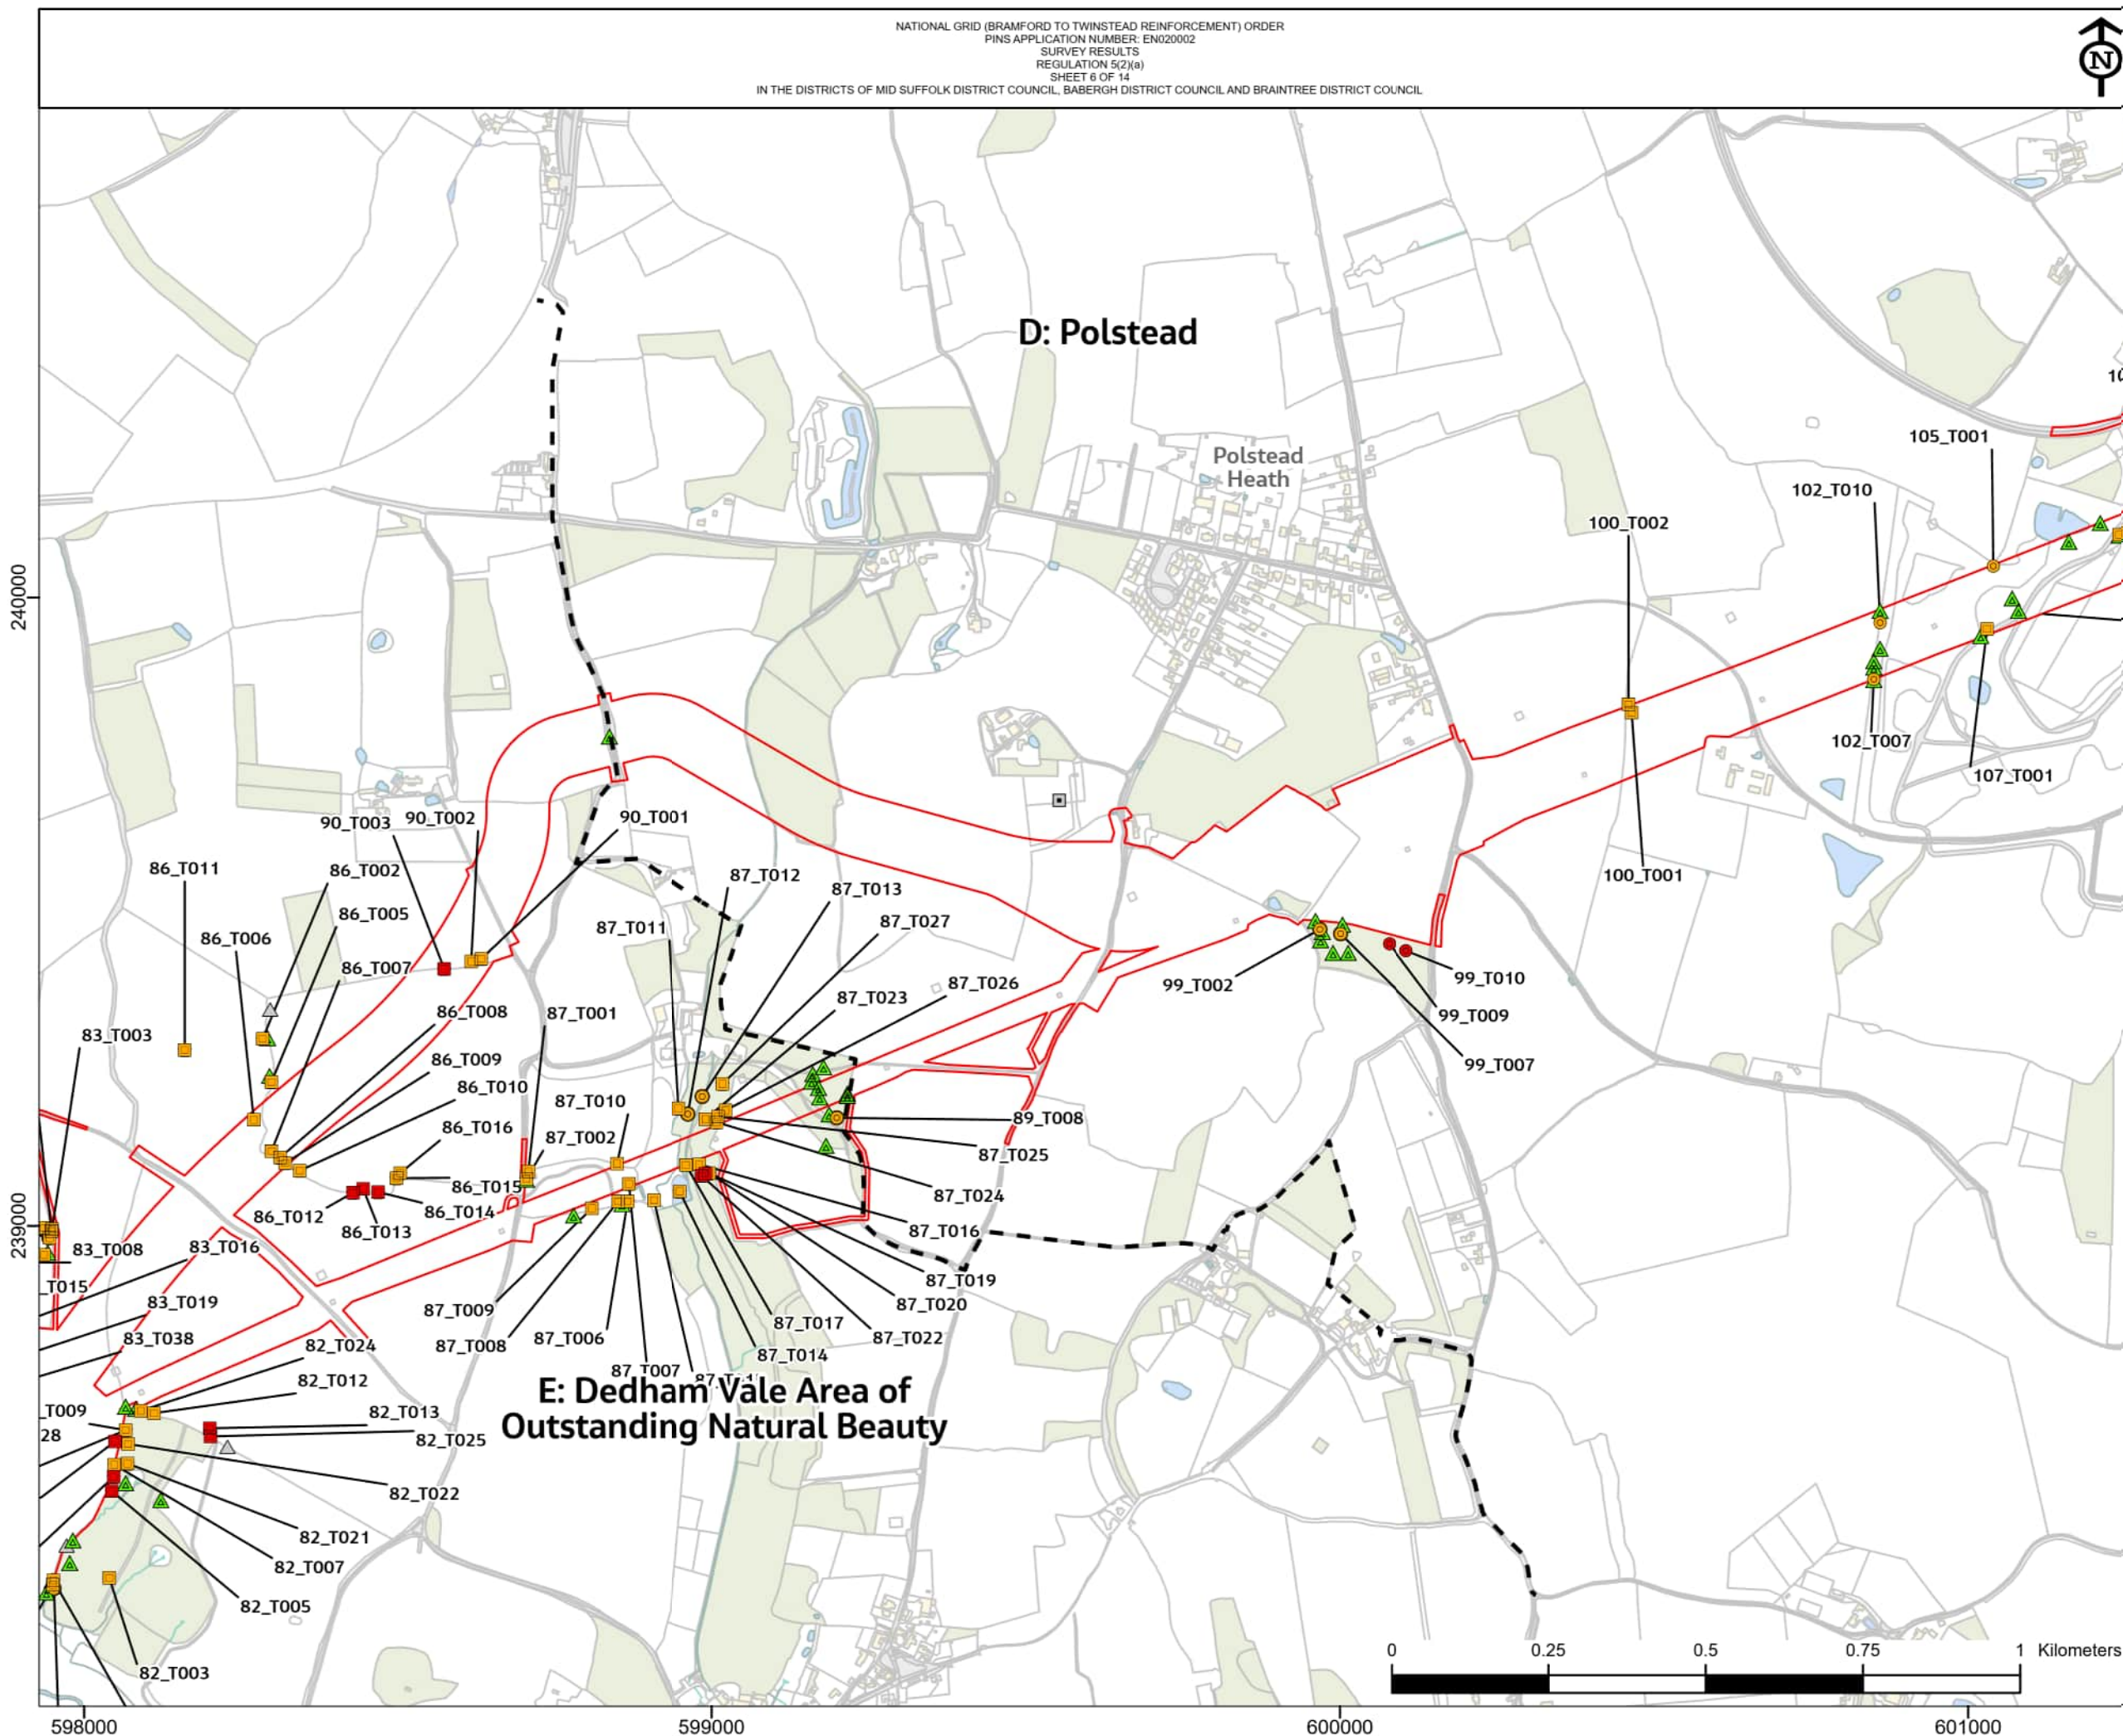 NATIONAL GRID (BRAMFORD TO TWINSTEAD REINFORCEMENT) ORDER
PINS APPLICATION NUMBER: EN020002
SURVEY RESULTS
REGULATION 5(2)(a)
SHEET 6 OF 14
IN THE DISTRICTS OF MID SUFFOLK DISTRICT COUNCIL, BABERGH DISTRICT COUNCIL AND BRAINTREE DISTRICT COUNCIL
N
D: Polstead
Polstead
Heath
105_T001
102_T010
100_T002
240000
102_T007
107_T001
90_T003
90_T002
90_T001
86_T011
86_T002
87_T012
87_T013
100_T001
86_T005
87_T027
86_T006
87_T011
86_T007
87_T026
99_T010
99_T002
87_T023
86_T008
87_T001
99_T009
83_T003
86_T009
99_T007
86_T010
87_T010
89_T008
86_T016
87_T002
87_T025
86_T015
87_T024
86_T012
86_T014
86_T013
87_T016
239000
83_T008
83_T016
_T015
87_T019
83_T019
87_T009
87_T020
87_T017
83_T038
82_T024
87_T008
87_T006
87_T022
87_T014
87_T007
82_T012
E: Dedham Vale Area of
Outstanding Natural Beauty
_T009
82_T013
28
82_T025
82_T022
82_T021
82_T007
82_T005
82_T003
0 0.25 0.5 0.75 1 Kilometers
598000 599000 600000 601000